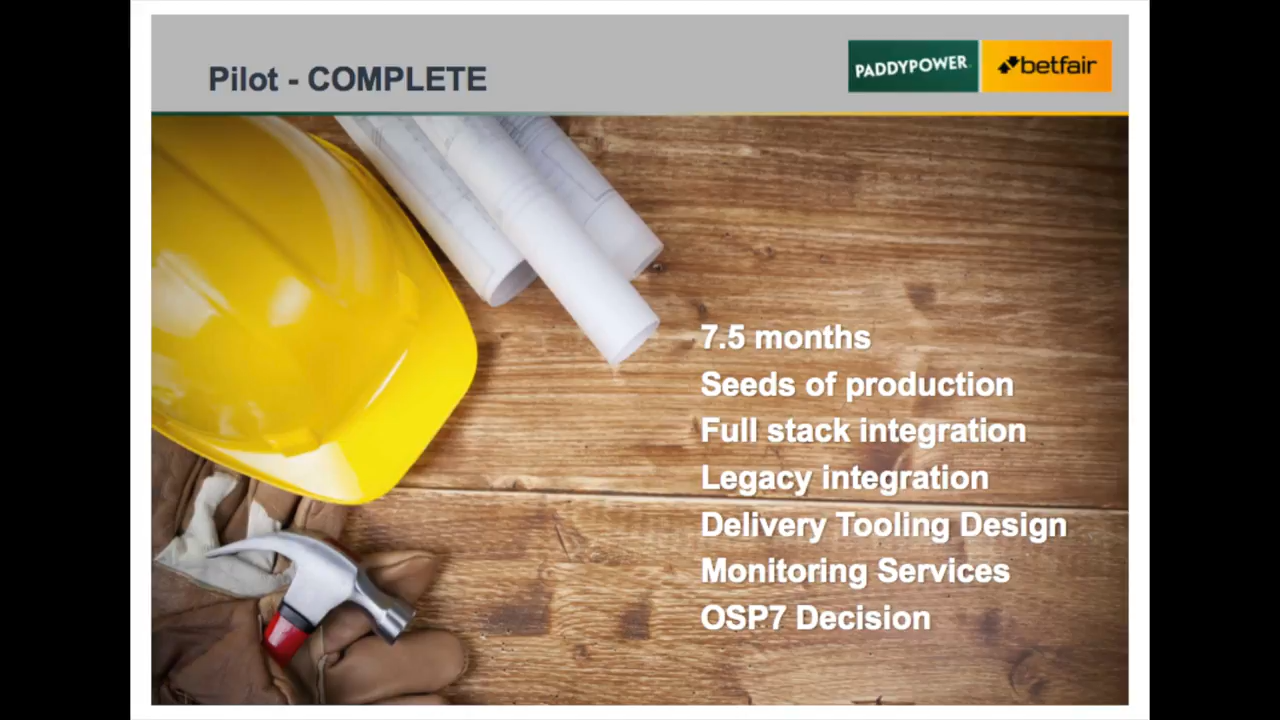 Pilot - COMPLETE
PADDYPOWER.
betfair
7.5 months
Seeds of production
Full stack integration
Legacy integration
Delivery Tooling Design
Monitoring Services
OSP7 Decision